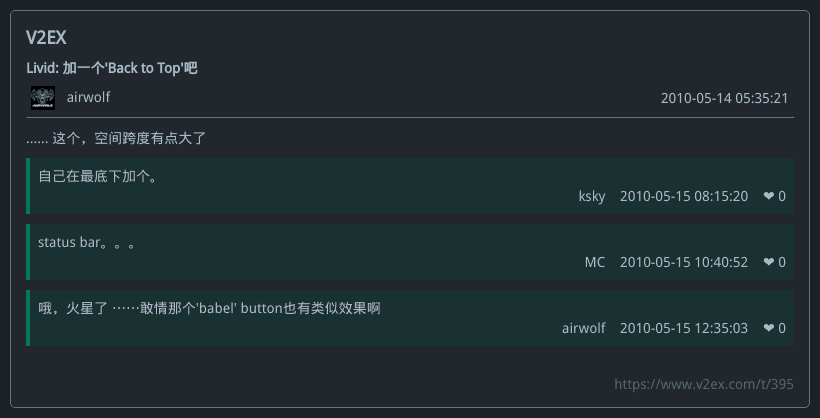 V2EX
Livid: 加一个'Back to Top'吧
airwolf 2010-05-14 05:35:21
...... 这个，空间跨度有点大了
自己在最底下加个。
ksky 2010-05-15 08:15:20 ❤ 0
status bar。。。
MC 2010-05-15 10:40:52 ❤ 0
哦，火星了 ……敢情那个'babel' button也有类似效果啊
airwolf 2010-05-15 12:35:03 ❤ 0
https://www.v2ex.com/t/395